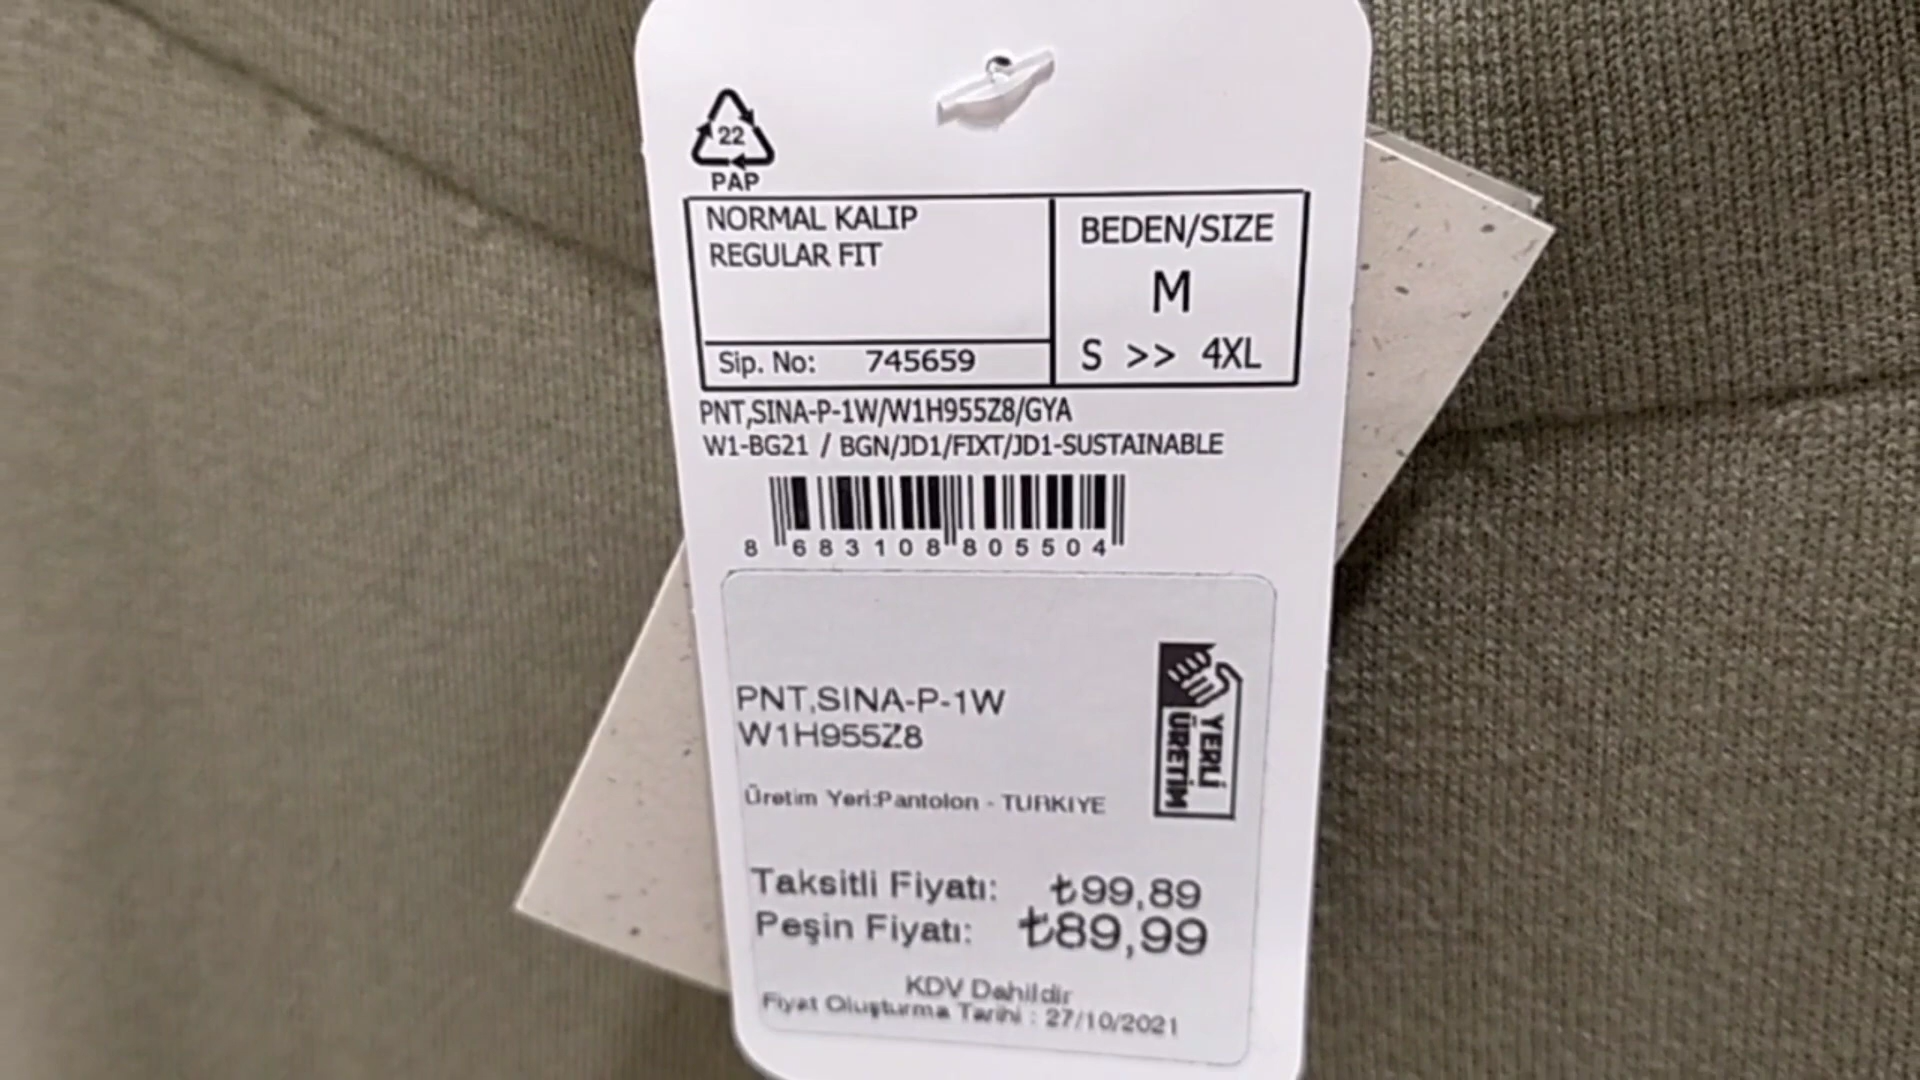 22
PAP
NORMAL KALIP
REGULAR FIT
BEDEN/SIZE
M
S >> 4XL
Sip. No: 745659
PNT,SINA-P-1W/W1H955Z8/GYA
W1-BG21 / BGN/JD1/FIXT/JD1-SUSTAINABLE
8 683108 805504
PNT,SINA-P-1W
W1H955Z8
YERLİ
ÜRETİM
Üretim Yeri:Pantolon - TURKIYE
Taksitli Fiyatı: ₺99,89
Peşin Fiyatı: ₺89,99
KDV Dahildir
Fiyat Oluşturma Tarihi : 27/10/2021